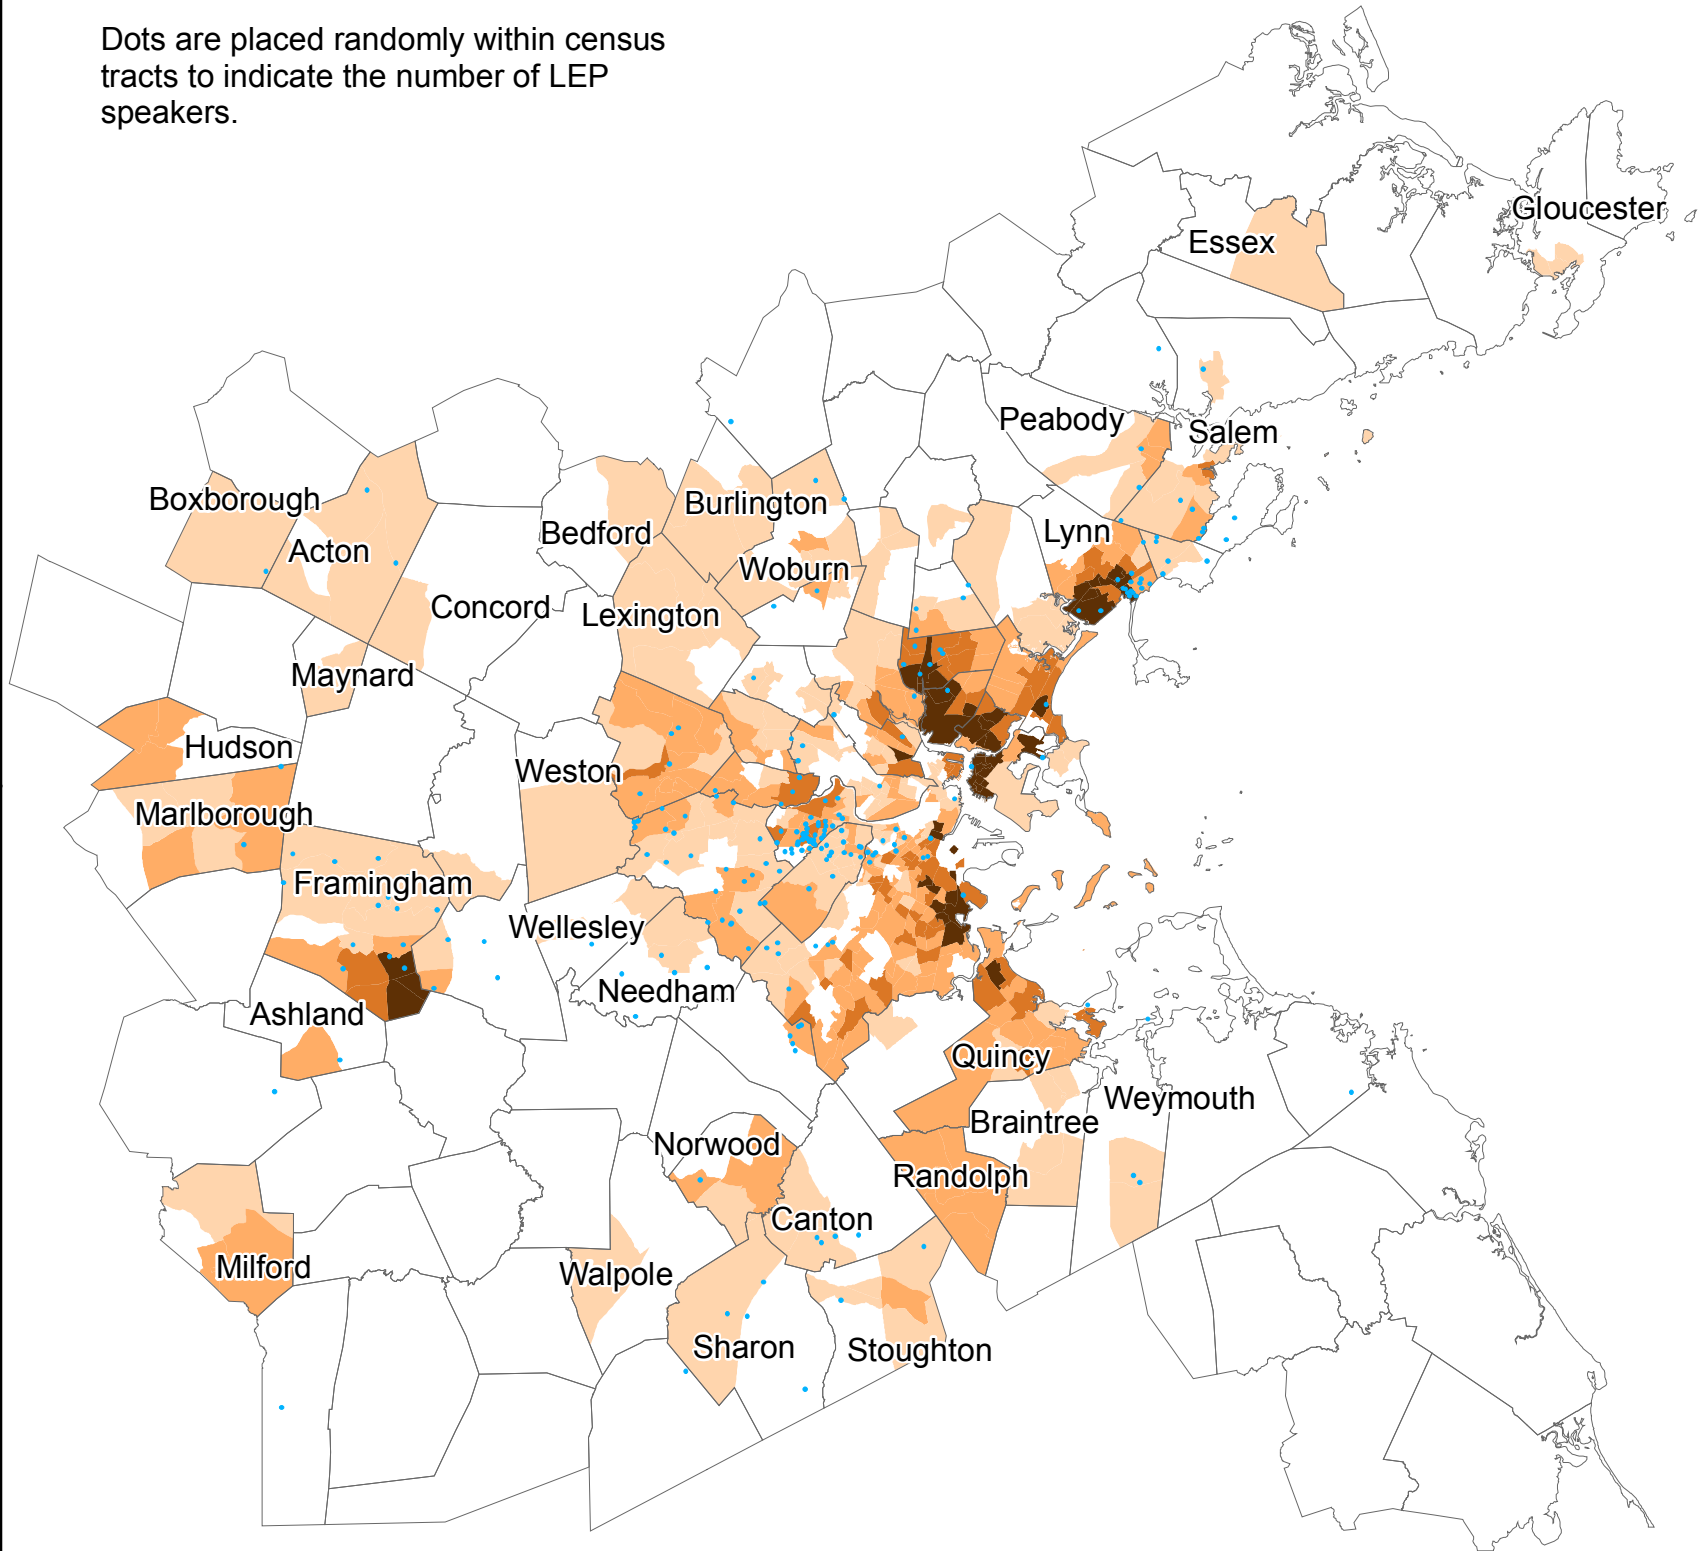 Dots are placed randomly within census
tracts to indicate the number of LEP
speakers.
Gloucester
Essex
Peabody
Salem
Boxborough
Burlington
Bedford
Lynn
Acton
Woburn
Concord
Lexington
Maynard
Hudson
Weston
Marlborough
Framingham
Wellesley
Needham
Ashland
Quincy
Weymouth
Braintree
Norwood
Randolph
Canton
Milford
Walpole
Sharon
Stoughton